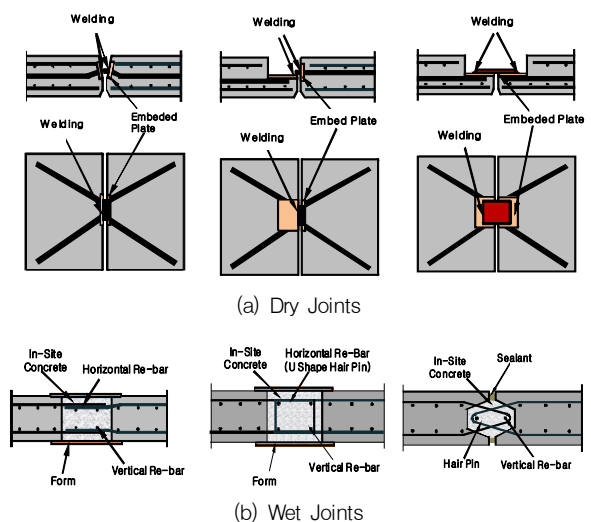 Welding
Welding
Welding
Embeded
Plate
Embed Plate
Embeded Plate
Welding
Welding
Welding
(a) Dry Joints
In-Site
Concrete
Horizontal Re-bar
In-Site
Concrete
Horizontal Re-Bar
(U Shape Hair Pin)
In-Site
Concrete
Sealant
Form
Vertical Re-bar
Form
Vertical Re-bar
Hair Pin
Vertical Re-bar
(b) Wet Joints